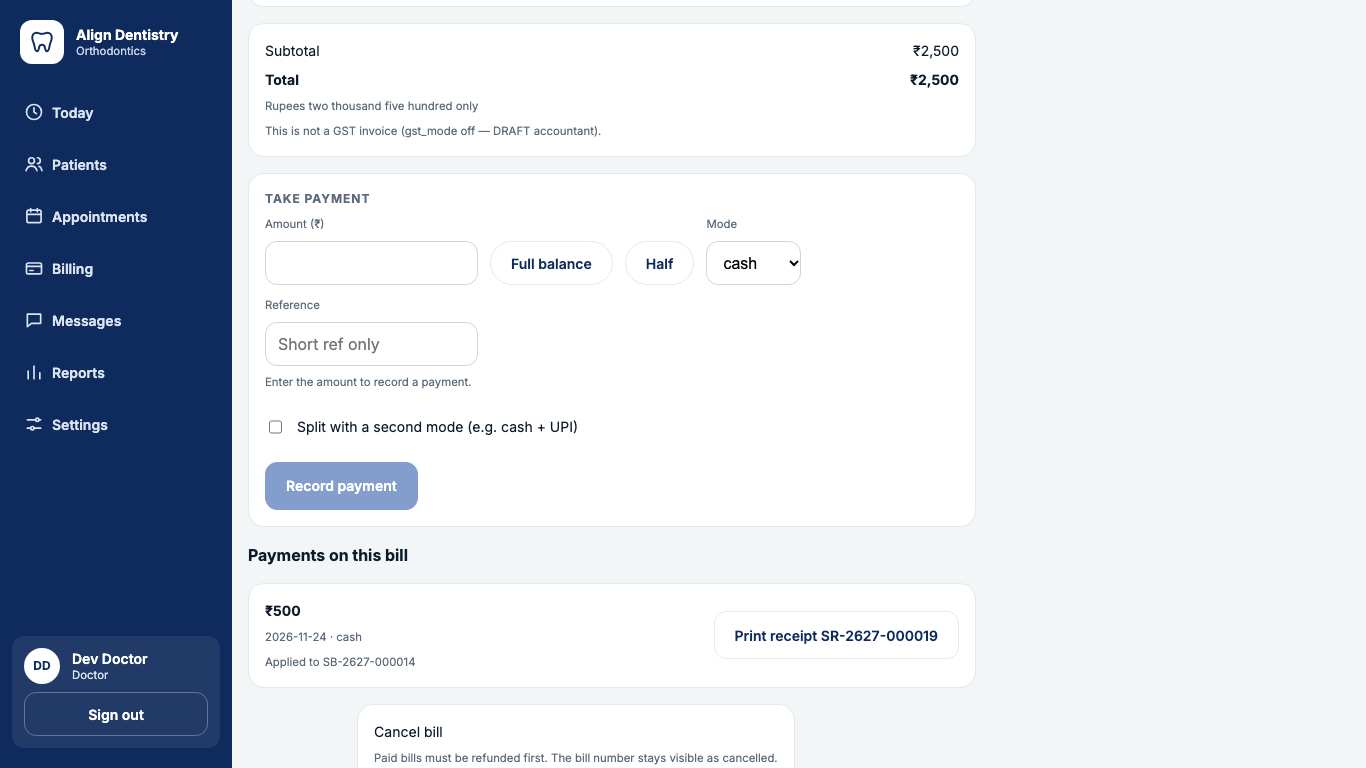 Align Dentistry
Orthodontics
Today
Patients
Appointments
Billing
Messages
Reports
Settings
DD
Dev Doctor
Doctor
Sign out
Subtotal ₹2,500
Total ₹2,500
Rupees two thousand five hundred only
This is not a GST invoice (gst_mode off — DRAFT accountant).
TAKE PAYMENT
Amount (₹) Mode
Full balance Half cash
Reference
Short ref only
Enter the amount to record a payment.
Split with a second mode (e.g. cash + UPI)
Record payment
Payments on this bill
₹500
2026-11-24 · cash
Applied to SB-2627-000014
Print receipt SR-2627-000019
Cancel bill
Paid bills must be refunded first. The bill number stays visible as cancelled.